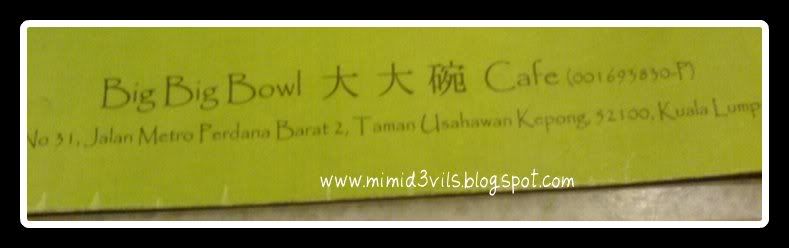 Big Big Bowl 大大碗 Cafe (001693830-P)
No 31, Jalan Metro Perdana Barat 2, Taman Usahawan Kepong, 52100, Kuala Lump
www.mimid3vils.blogspot.com